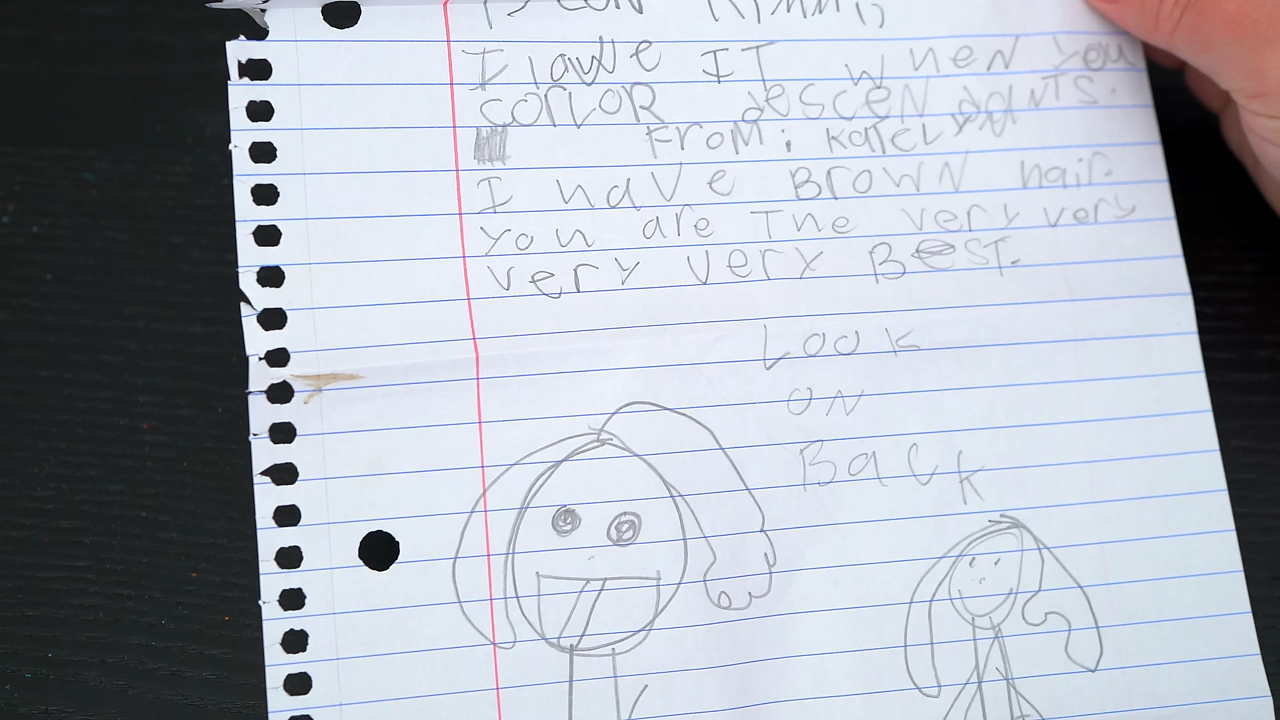 I lowve IT when you
corlor descendants.
From: Katelyn
I have Brown hair.
you are The very very
very very Best.
Look
on
Back